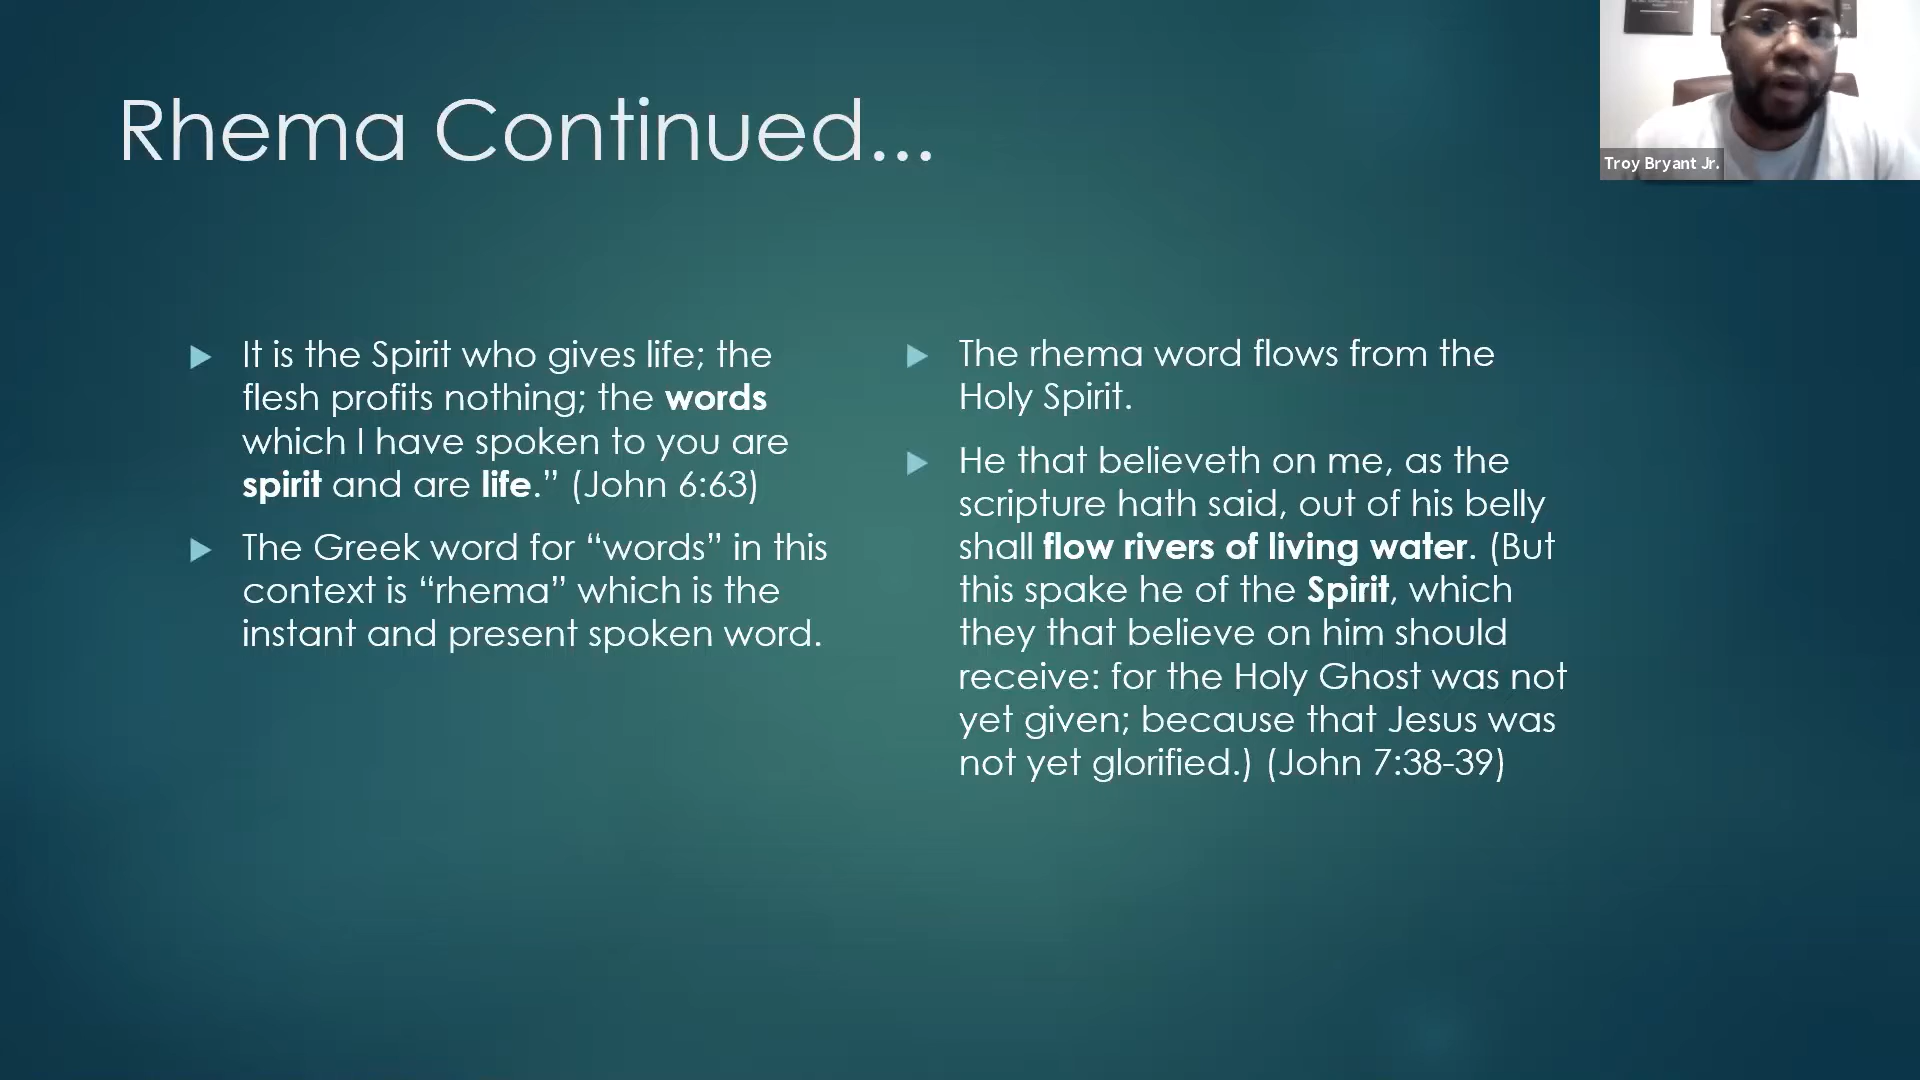 Rhema Continued...
It is the Spirit who gives life; the
flesh profits nothing; the words
which I have spoken to you are
spirit and are life.” (John 6:63)
The Greek word for “words” in this
context is “rhema” which is the
instant and present spoken word.
The rhema word flows from the
Holy Spirit.
He that believeth on me, as the
scripture hath said, out of his belly
shall flow rivers of living water. (But
this spake he of the Spirit, which
they that believe on him should
receive: for the Holy Ghost was not
yet given; because that Jesus was
not yet glorified.) (John 7:38-39)
Troy Bryant Jr.